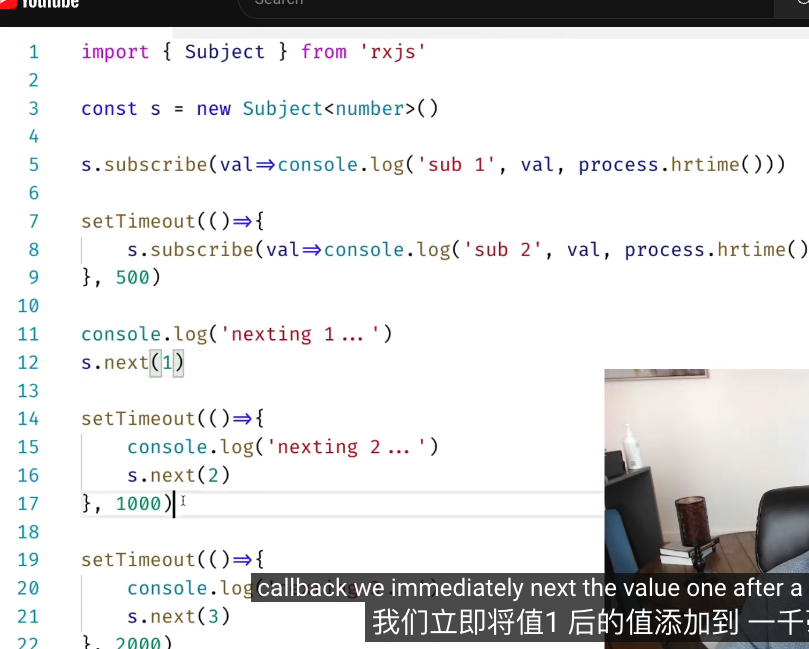 YouTube
Search
1 import { Subject } from 'rxjs'
2
3 const s = new Subject<number>()
4
5 s.subscribe(val=>console.log('sub 1', val, process.hrtime()))
6
7 setTimeout(()=>{
8 s.subscribe(val=>console.log('sub 2', val, process.hrtime()
9 }, 500)
10
11 console.log('nexting 1...')
12 s.next(1)
13
14 setTimeout(()=>{
15 console.log('nexting 2...')
16 s.next(2)
17 }, 1000)
18
19 setTimeout(()=>{
20 console.log
callback we immediately next the value one after a
21 s.next(3)
我们立即将值1 后的值添加到 一千
22 }, 2000)